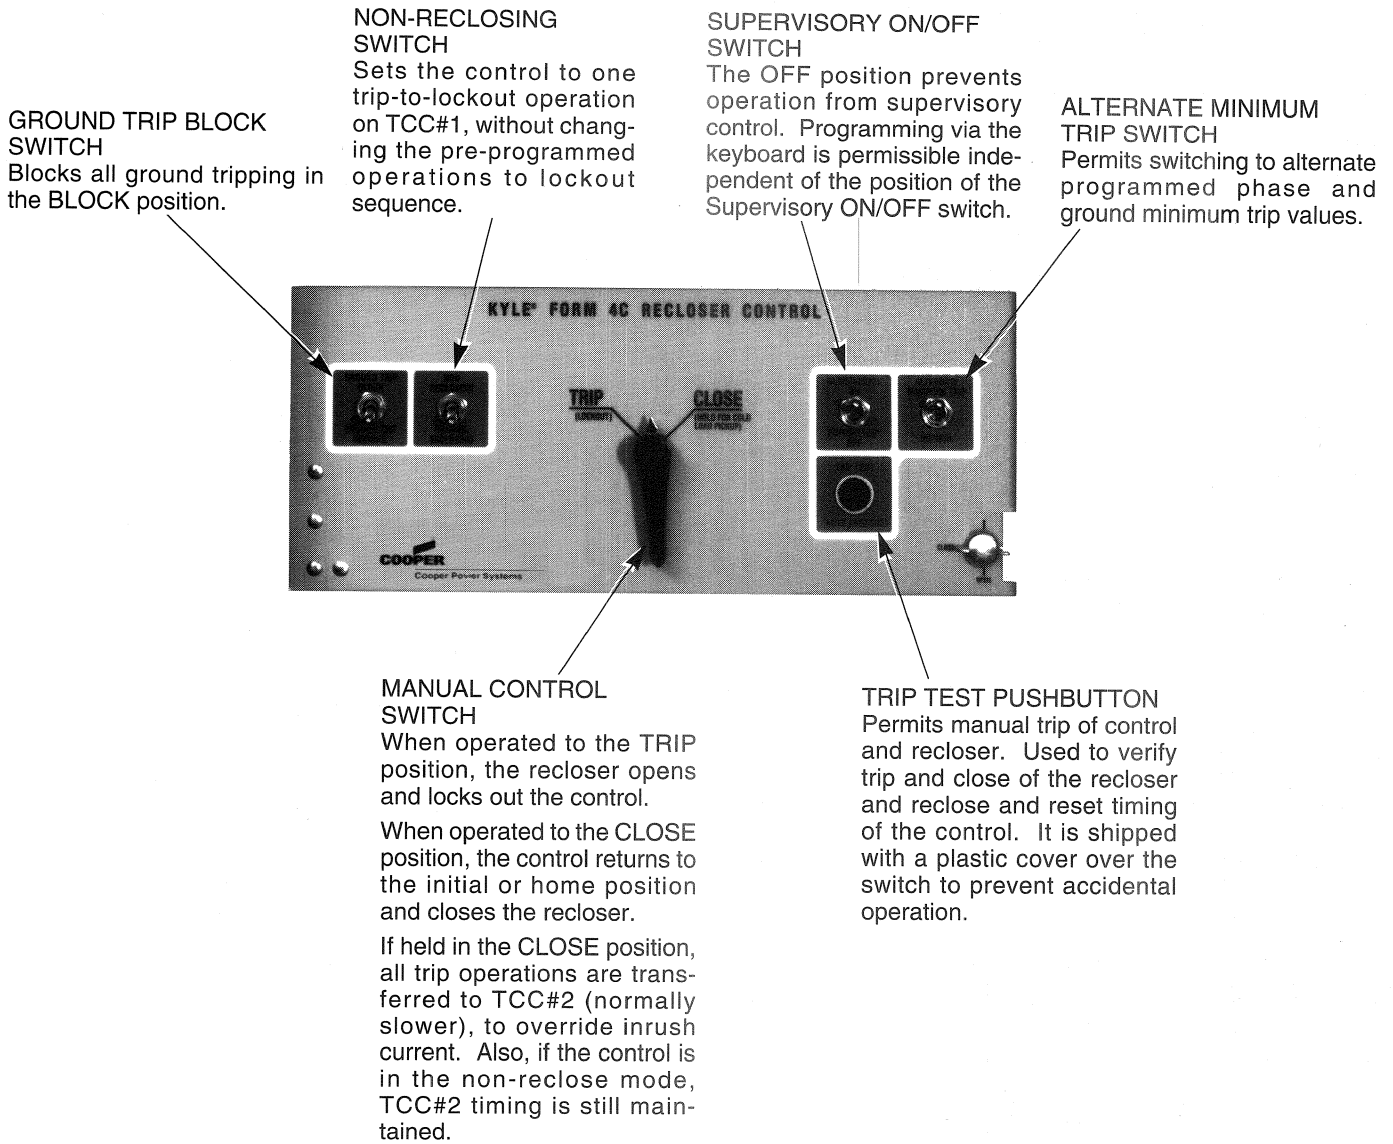 NON-RECLOSING
SWITCH
Sets the control to one
trip-to-lockout operation
on TCC#1, without chang-
ing the pre-programmed
operations to lockout
sequence.
SUPERVISORY ON/OFF
SWITCH
The OFF position prevents
operation from supervisory
control. Programming via the
keyboard is permissible inde-
pendent of the position of the
Supervisory ON/OFF switch.
GROUND TRIP BLOCK
SWITCH
Blocks all ground tripping in
the BLOCK position.
ALTERNATE MINIMUM
TRIP SWITCH
Permits switching to alternate
programmed phase and
ground minimum trip values.
KYLE® FORM 4C RECLOSER CONTROL
TRIP
(LOCKOUT)
CLOSE
(HOLD FOR COLD
LOAD PICKUP)
COOPER
Cooper Power Systems
MANUAL CONTROL
SWITCH
When operated to the TRIP
position, the recloser opens
and locks out the control.
When operated to the CLOSE
position, the control returns to
the initial or home position
and closes the recloser.
If held in the CLOSE position,
all trip operations are trans-
ferred to TCC#2 (normally
slower), to override inrush
current. Also, if the control is
in the non-reclose mode,
TCC#2 timing is still main-
tained.
TRIP TEST PUSHBUTTON
Permits manual trip of control
and recloser. Used to verify
trip and close of the recloser
and reclose and reset timing
of the control. It is shipped
with a plastic cover over the
switch to prevent accidental
operation.